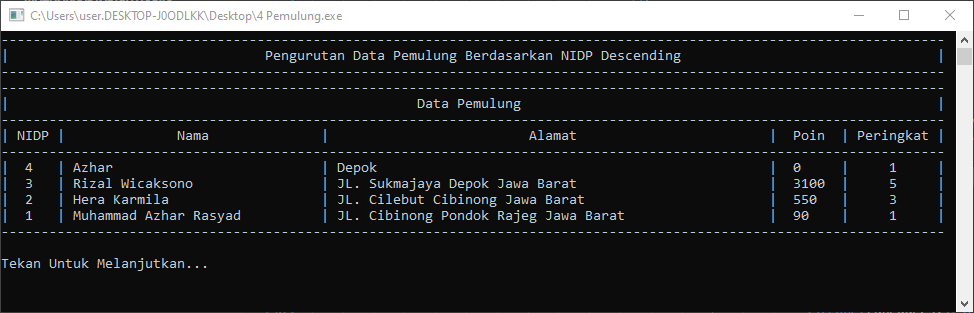 C:\Users\user.DESKTOP-J0ODLKK\Desktop\4 Pemulung.exe
Pengurutan Data Pemulung Berdasarkan NIDP Descending
Data Pemulung
| NIDP | Nama | Alamat | Poin | Peringkat |
| 4 | Azhar | Depok | 0 | 1 |
| 3 | Rizal Wicaksono | JL. Sukmajaya Depok Jawa Barat | 3100 | 5 |
| 2 | Hera Karmila | JL. Cilebut Cibinong Jawa Barat | 550 | 3 |
| 1 | Muhammad Azhar Rasyad | JL. Cibinong Pondok Rajeg Jawa Barat | 90 | 1 |
Tekan Untuk Melanjutkan...